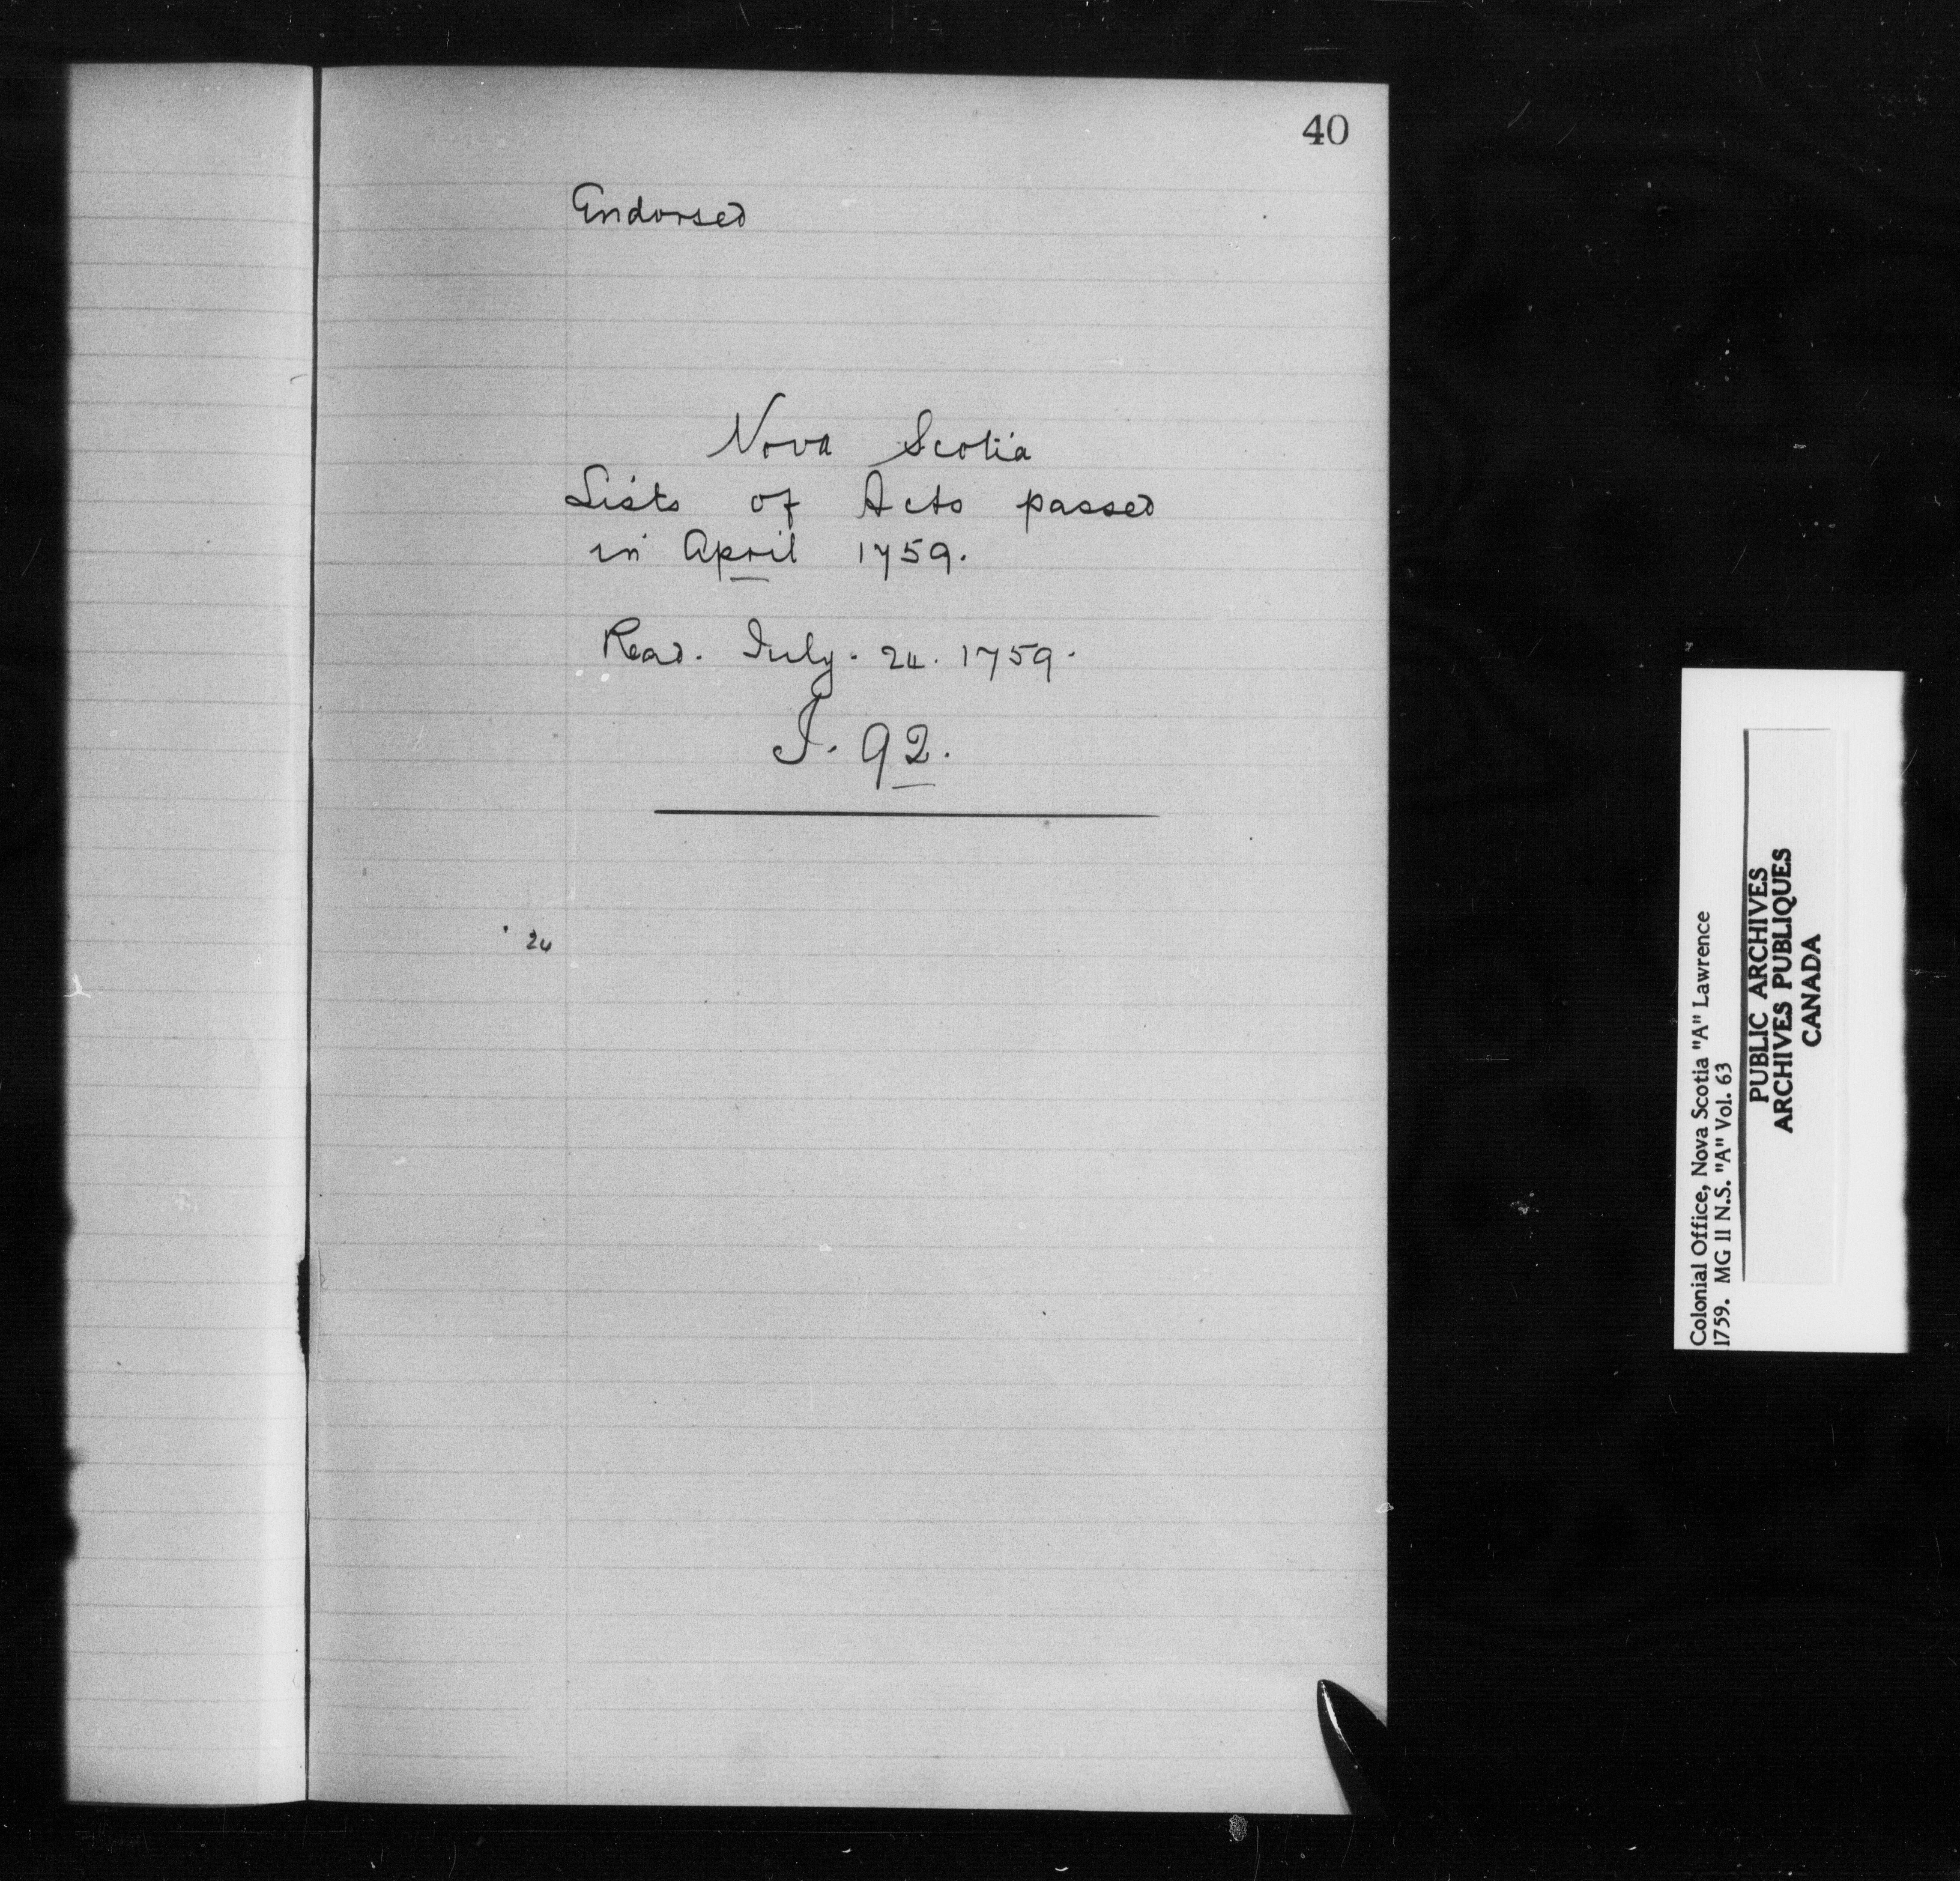 40
Endorsed
Nova Scotia
Lists of Acts passed
in April 1759.
Read. July. 24. 1759.
I. 92.
24
Colonial Office, Nova Scotia "A" Lawrence
1759. MG 11 N.S. "A" Vol. 63
PUBLIC ARCHIVES
ARCHIVES PUBLIQUES
CANADA